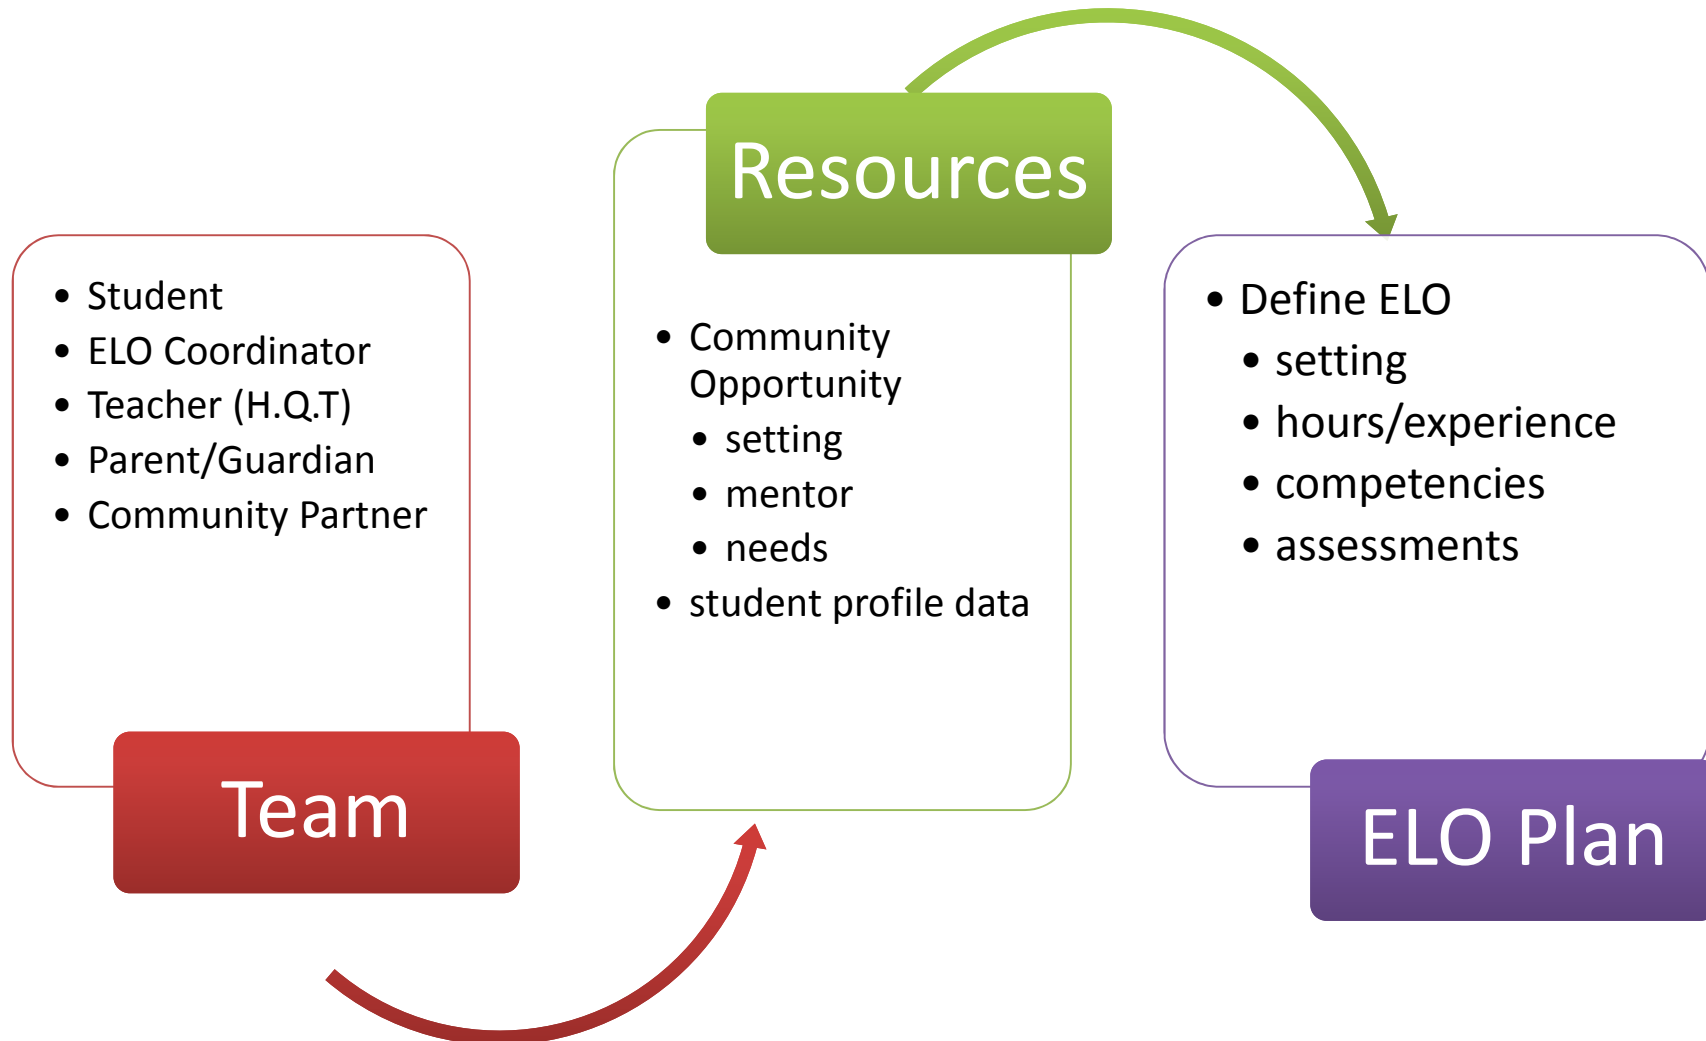 • Student
• ELO Coordinator
• Teacher (H.Q.T)
• Parent/Guardian
• Community Partner
Team
Resources
• Community
Opportunity
• setting
• mentor
• needs
• student profile data
• Define ELO
• setting
• hours/experience
• competencies
• assessments
ELO Plan